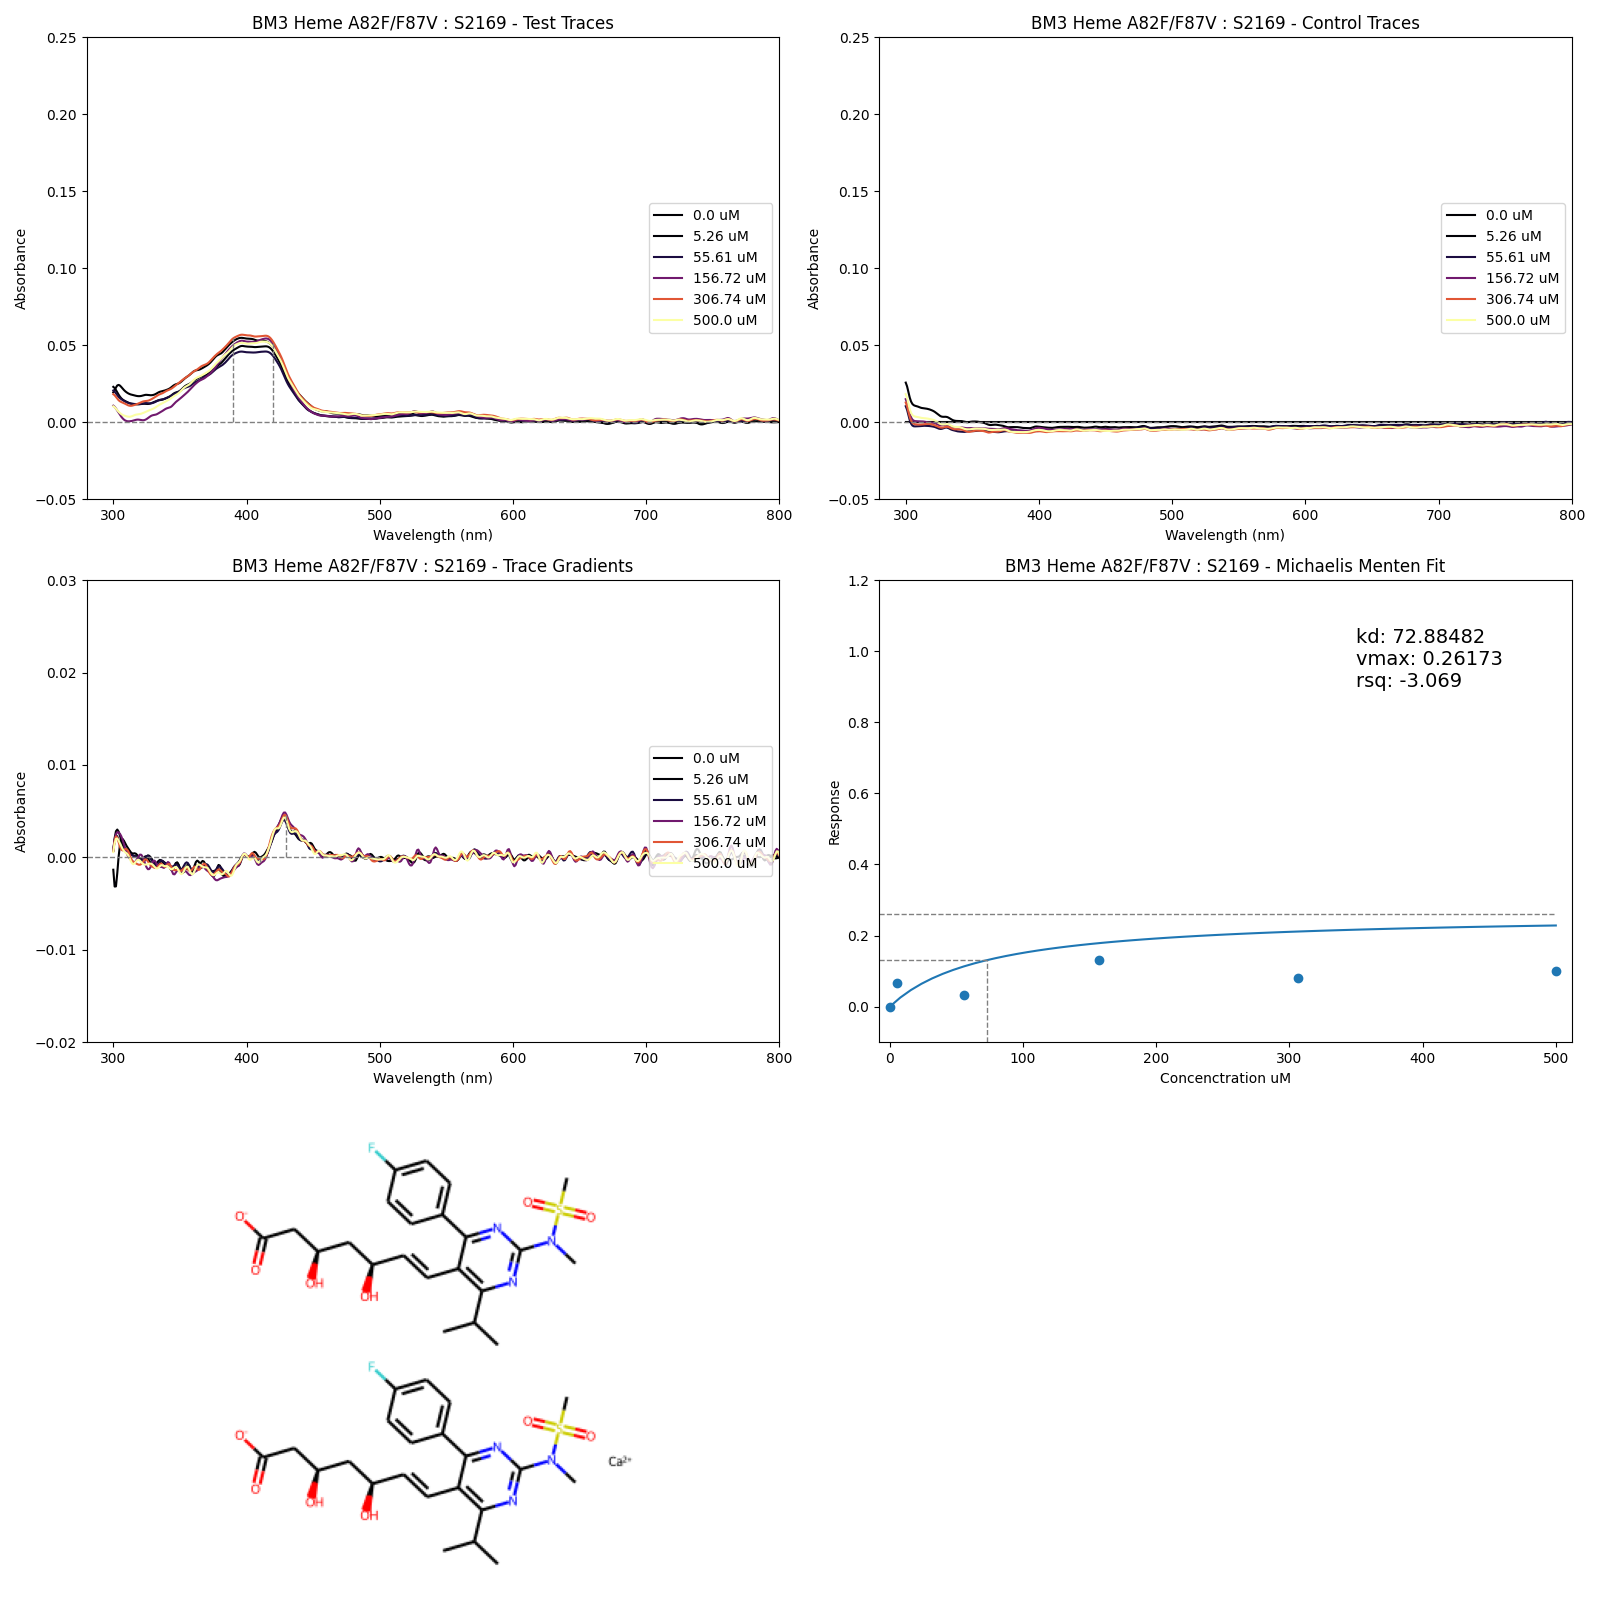 BM3 Heme A82F/F87V : S2169 - Test Traces
0.25
0.20
0.15
0.10
0.05
0.00
−0.05
Absorbance
0.0 uM
5.26 uM
55.61 uM
156.72 uM
306.74 uM
500.0 uM
300 400 500 600 700 800
Wavelength (nm)
BM3 Heme A82F/F87V : S2169 - Control Traces
0.25
0.20
0.15
0.10
0.05
0.00
−0.05
Absorbance
0.0 uM
5.26 uM
55.61 uM
156.72 uM
306.74 uM
500.0 uM
300 400 500 600 700 800
Wavelength (nm)
BM3 Heme A82F/F87V : S2169 - Trace Gradients
0.03
0.02
0.01
0.00
−0.01
−0.02
Absorbance
0.0 uM
5.26 uM
55.61 uM
156.72 uM
306.74 uM
500.0 uM
300 400 500 600 700 800
Wavelength (nm)
BM3 Heme A82F/F87V : S2169 - Michaelis Menten Fit
1.2
1.0
0.8
0.6
0.4
0.2
0.0
Response
kd: 72.88482
vmax: 0.26173
rsq: -3.069
0 100 200 300 400 500
Concenctration uM
F
O S O
O⁻ N N
O OH OH N
F
O S O
O⁻ N N Ca²⁺
O OH OH N